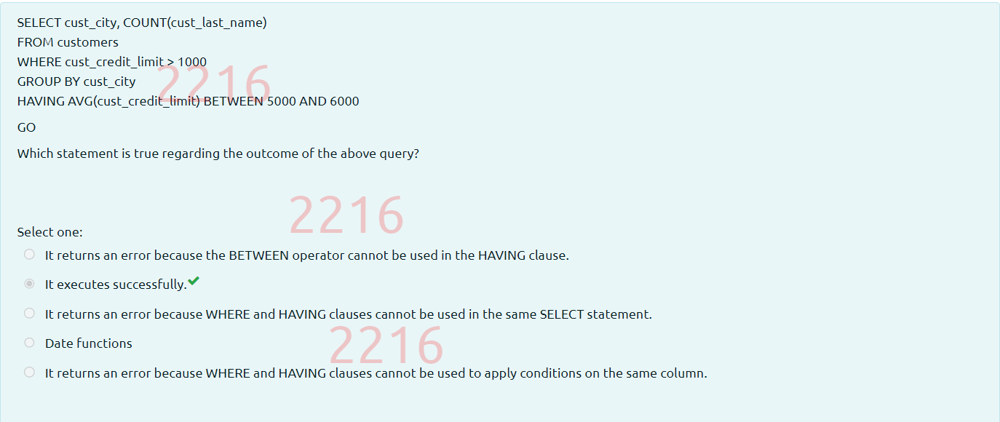 SELECT cust_city, COUNT(cust_last_name)
FROM customers
WHERE cust_credit_limit > 1000
GROUP BY cust_city
2216
HAVING AVG(cust_credit_limit) BETWEEN 5000 AND 6000
GO
Which statement is true regarding the outcome of the above query?
2216
Select one:
It returns an error because the BETWEEN operator cannot be used in the HAVING clause.
It executes successfully.
It returns an error because WHERE and HAVING clauses cannot be used in the same SELECT statement.
2216
Date functions
It returns an error because WHERE and HAVING clauses cannot be used to apply conditions on the same column.